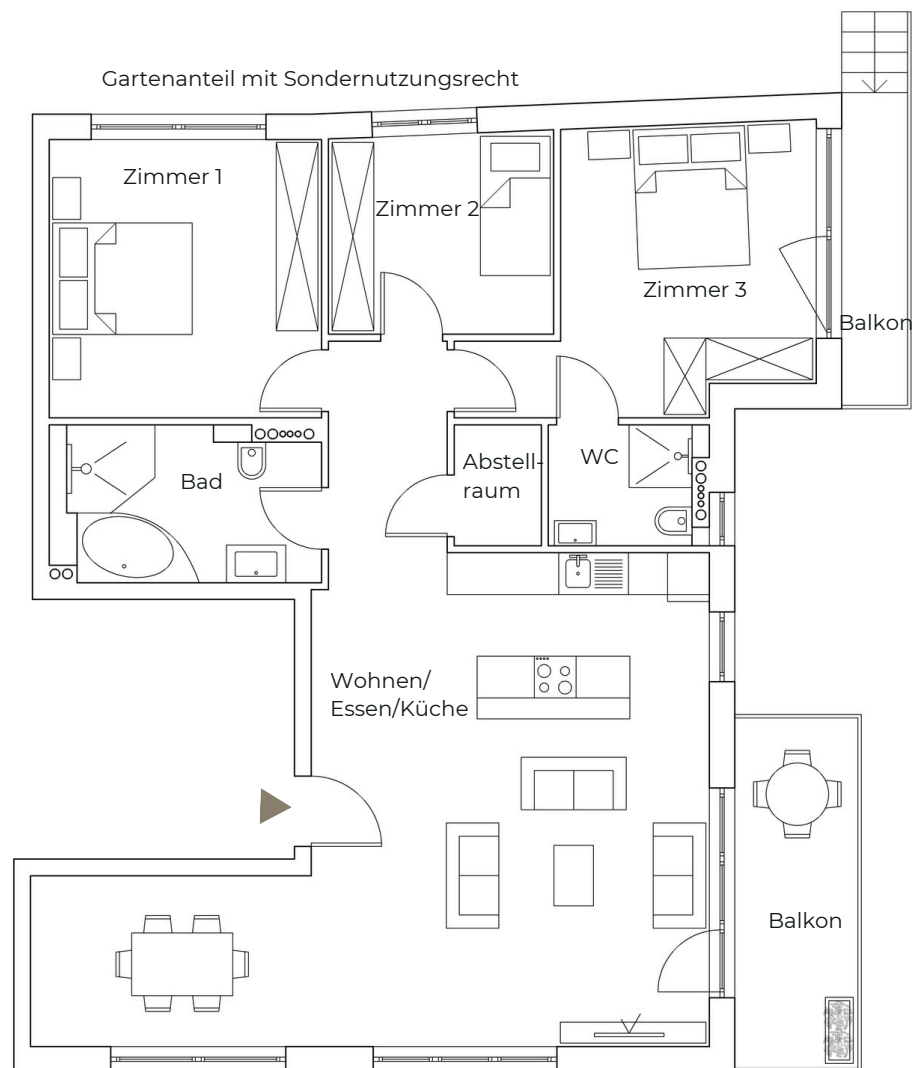 Gartenanteil mit Sondernutzungsrecht
Zimmer 1
Zimmer 2
Zimmer 3
Balkon
Bad
Abstell-
raum
WC
Wohnen/
Essen/Küche
Balkon